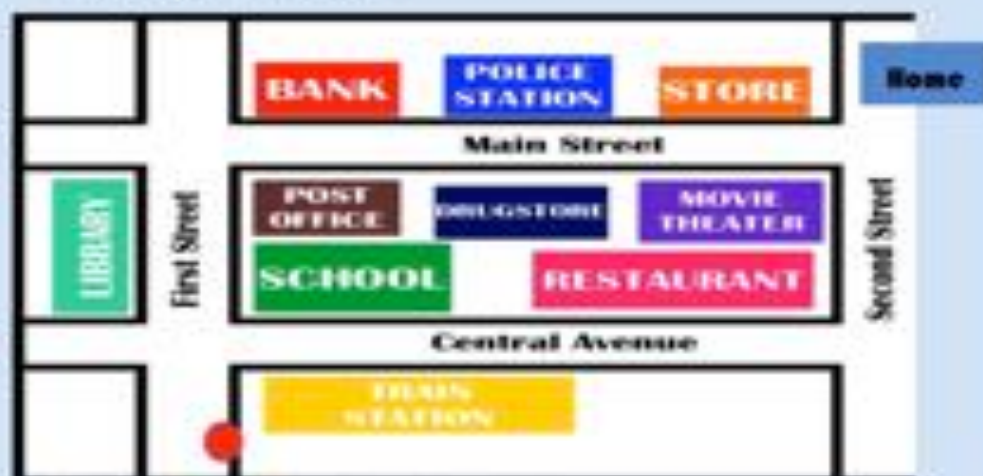 BANK
POLICE
STATION
STORE
Home
Main Street
LIBRARY
First Street
POST
OFFICE
DRUGSTORE
MOVIE
THEATER
Second Street
SCHOOL
RESTAURANT
Central Avenue
TRAIN
STATION